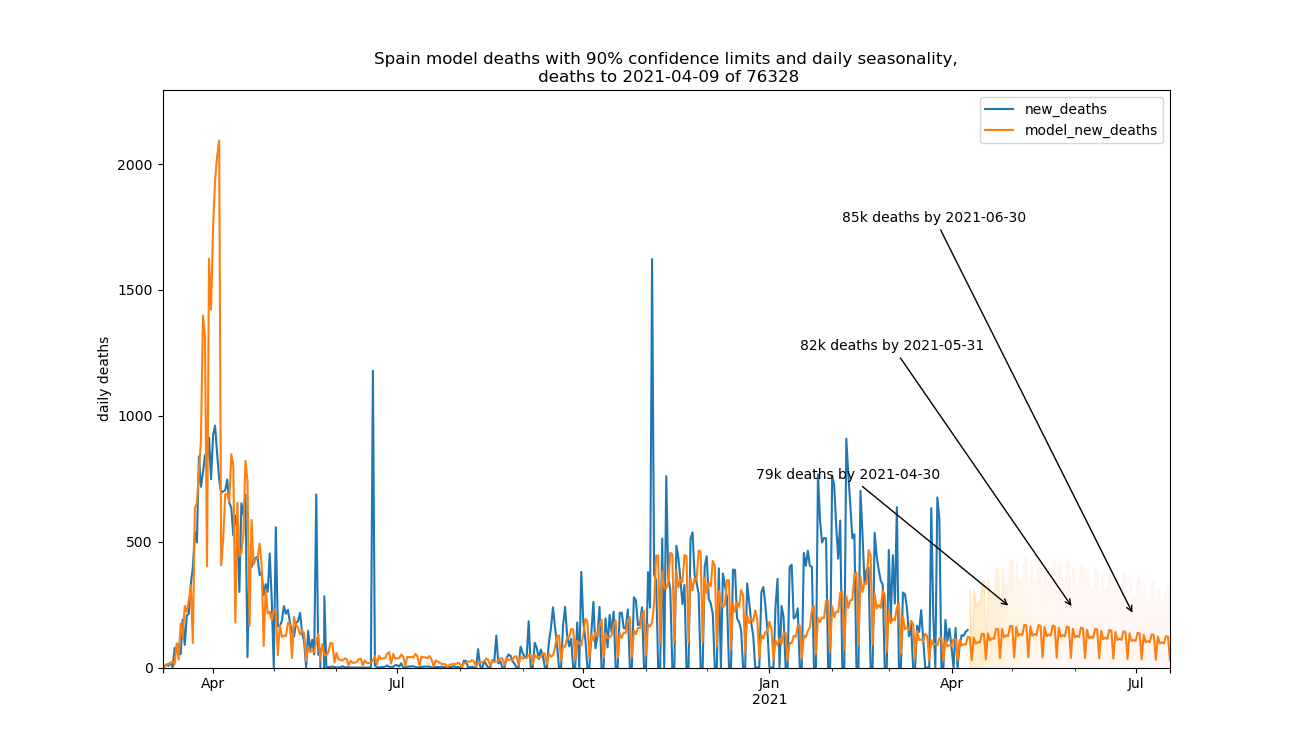 Spain model deaths with 90% confidence limits and daily seasonality,
deaths to 2021-04-09 of 76328
new_deaths
model_new_deaths
daily deaths
2000
1500
1000
500
0
85k deaths by 2021-06-30
82k deaths by 2021-05-31
79k deaths by 2021-04-30
Apr
Jul
Oct
Jan
2021
Apr
Jul